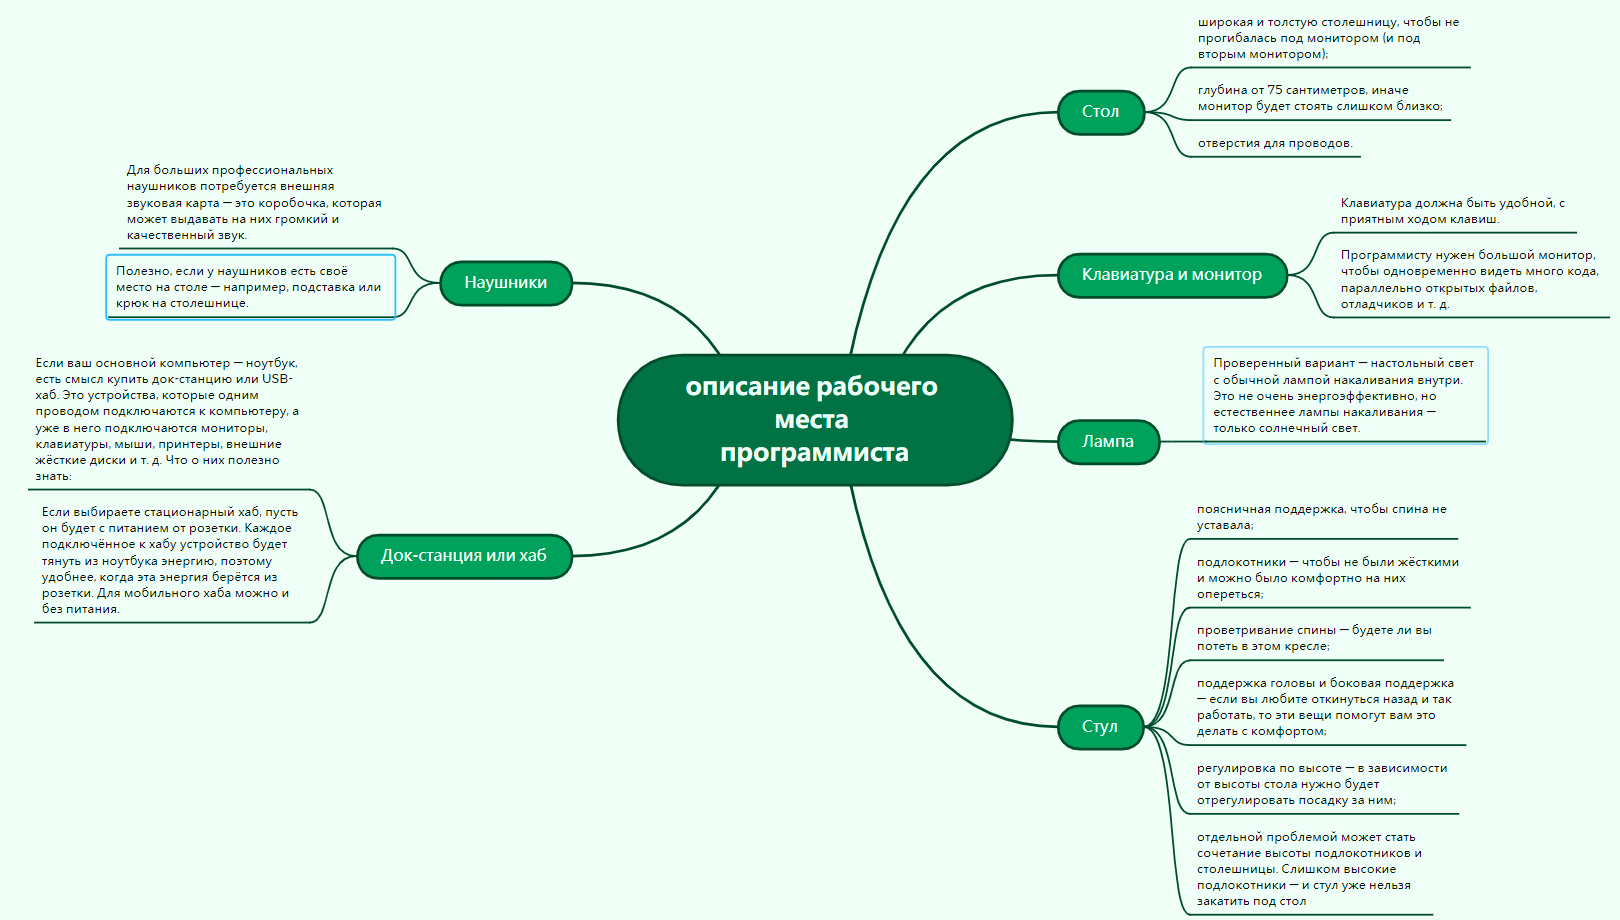 описание рабочего
места
программиста
Стол
широкая и толстую столешницу, чтобы не
прогибалась под монитором (и под
вторым монитором);
глубина от 75 сантиметров, иначе
монитор будет стоять слишком близко;
отверстия для проводов.
Клавиатура и монитор
Клавиатура должна быть удобной, с
приятным ходом клавиш.
Программисту нужен большой монитор,
чтобы одновременно видеть много кода,
параллельно открытых файлов,
отладчиков и т. д.
Лампа
Проверенный вариант — настольный свет
с обычной лампой накаливания внутри.
Это не очень энергоэффективно, но
естественнее лампы накаливания —
только солнечный свет.
Стул
поясничная поддержка, чтобы спина не
уставала;
подлокотники — чтобы не были жёсткими
и можно было комфортно на них
опереться;
проветривание спины — будете ли вы
потеть в этом кресле;
поддержка головы и боковая поддержка
— если вы любите откинуться назад и так
работать, то эти вещи помогут вам это
делать с комфортом;
регулировка по высоте — в зависимости
от высоты стола нужно будет
отрегулировать посадку за ним;
отдельной проблемой может стать
сочетание высоты подлокотников и
столешницы. Слишком высокие
подлокотники — и стул уже нельзя
закатить под стол
Наушники
Для больших профессиональных
наушников потребуется внешняя
звуковая карта — это коробочка, которая
может выдавать на них громкий и
качественный звук.
Полезно, если у наушников есть своё
место на столе — например, подставка или
крюк на столешнице.
Док-станция или хаб
Если ваш основной компьютер — ноутбук,
есть смысл купить док-станцию или USB-
хаб. Это устройства, которые одним
проводом подключаются к компьютеру, а
уже в него подключаются мониторы,
клавиатуры, мыши, принтеры, внешние
жёсткие диски и т. д. Что о них полезно
знать:
Если выбираете стационарный хаб, пусть
он будет с питанием от розетки. Каждое
подключённое к хабу устройство будет
тянуть из ноутбука энергию, поэтому
удобнее, когда эта энергия берётся из
розетки. Для мобильного хаба можно и
без питания.